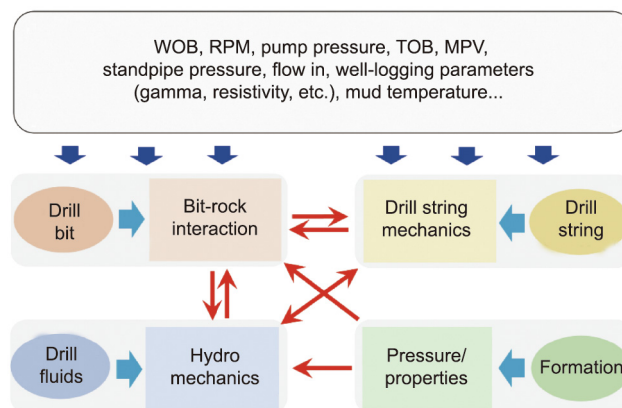 WOB, RPM, pump pressure, TOB, MPV,
standpipe pressure, flow in, well-logging parameters
(gamma, resistivity, etc.), mud temperature...
Drill
bit
Bit-rock
interaction
Drill string
mechanics
Drill
string
Drill
fluids
Hydro
mechanics
Pressure/
properties
Formation